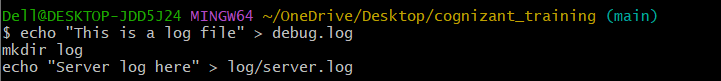 Dell@DESKTOP-JDD5J24 MINGW64 ~/OneDrive/Desktop/cognizant_training (main)
$ echo "This is a log file" > debug.log
mkdir log
echo "Server log here" > log/server.log